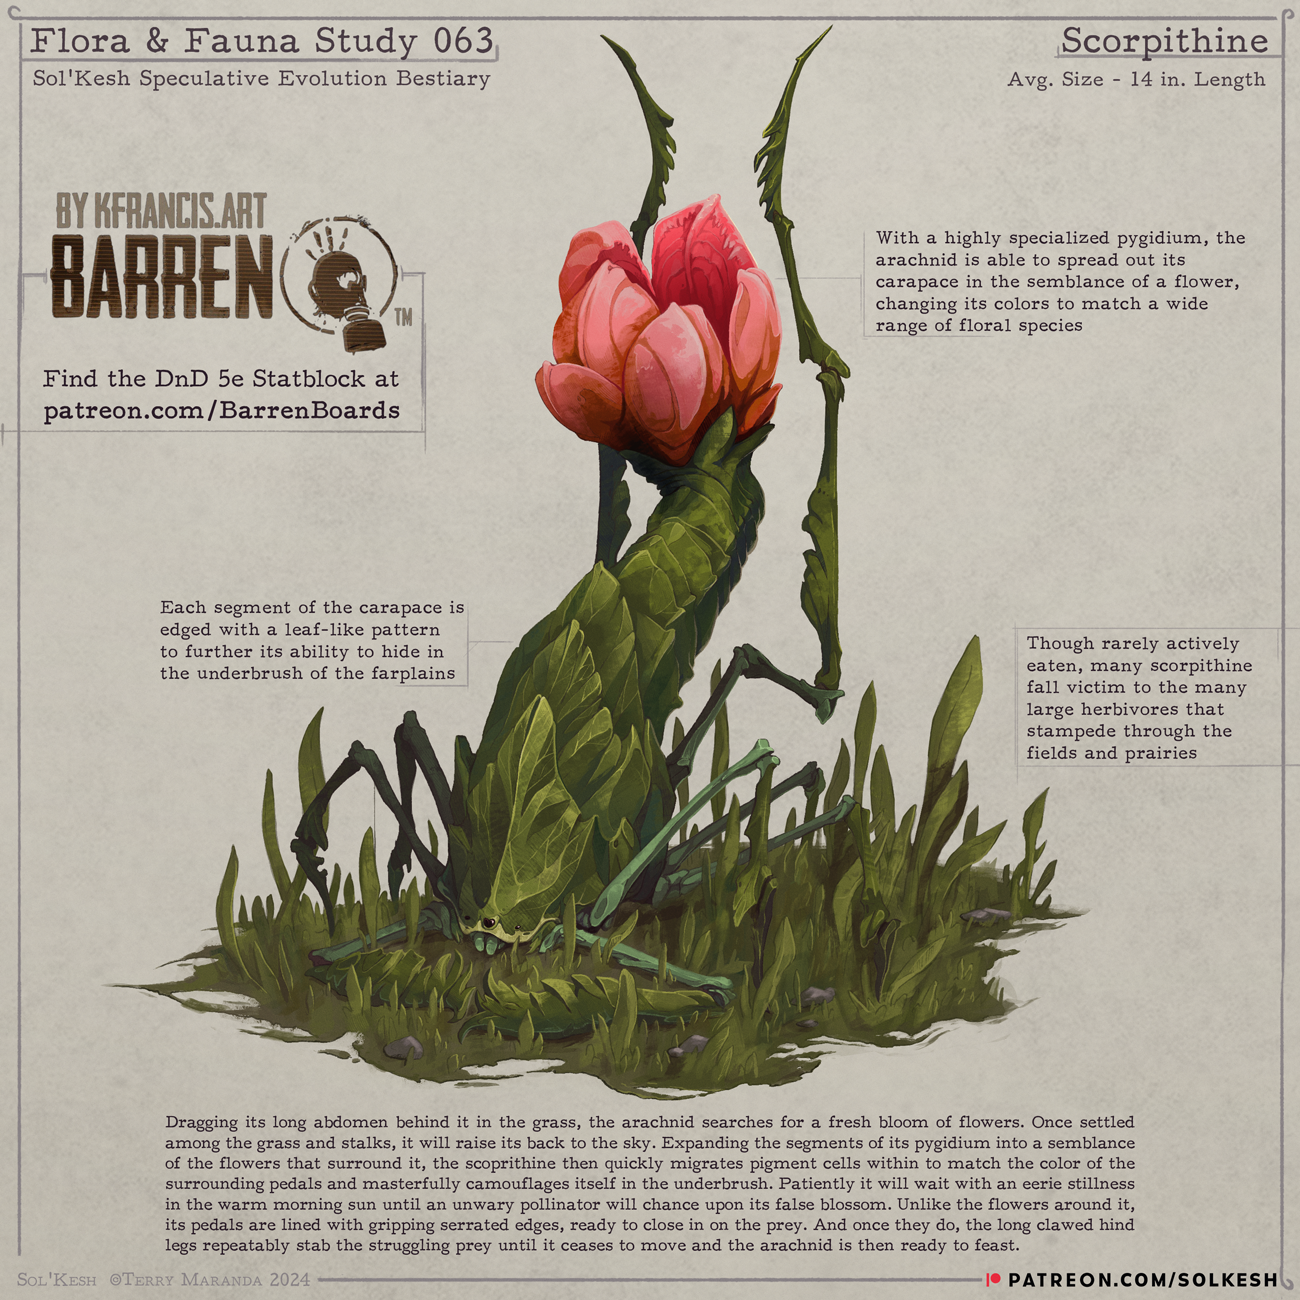 Flora & Fauna Study 063
Sol'Kesh Speculative Evolution Bestiary
Scorpithine
Avg. Size - 14 in. Length
BY KFRANCIS.ART
BARREN
TM
Find the DnD 5e Statblock at
patreon.com/BarrenBoards
With a highly specialized pygidium, the
arachnid is able to spread out its
carapace in the semblance of a flower,
changing its colors to match a wide
range of floral species
Each segment of the carapace is
edged with a leaf-like pattern
to further its ability to hide in
the underbrush of the farplains
Though rarely actively
eaten, many scorpithine
fall victim to the many
large herbivores that
stampede through the
fields and prairies
Dragging its long abdomen behind it in the grass, the arachnid searches for a fresh bloom of flowers. Once settled
among the grass and stalks, it will raise its back to the sky. Expanding the segments of its pygidium into a semblance
of the flowers that surround it, the scoprithine then quickly migrates pigment cells within to match the color of the
surrounding pedals and masterfully camouflages itself in the underbrush. Patiently it will wait with an eerie stillness
in the warm morning sun until an unwary pollinator will chance upon its false blossom. Unlike the flowers around it,
its pedals are lined with gripping serrated edges, ready to close in on the prey. And once they do, the long clawed hind
legs repeatably stab the struggling prey until it ceases to move and the arachnid is then ready to feast.
Sol'Kesh ©Terry Maranda 2024
PATREON.COM/SOLKESH